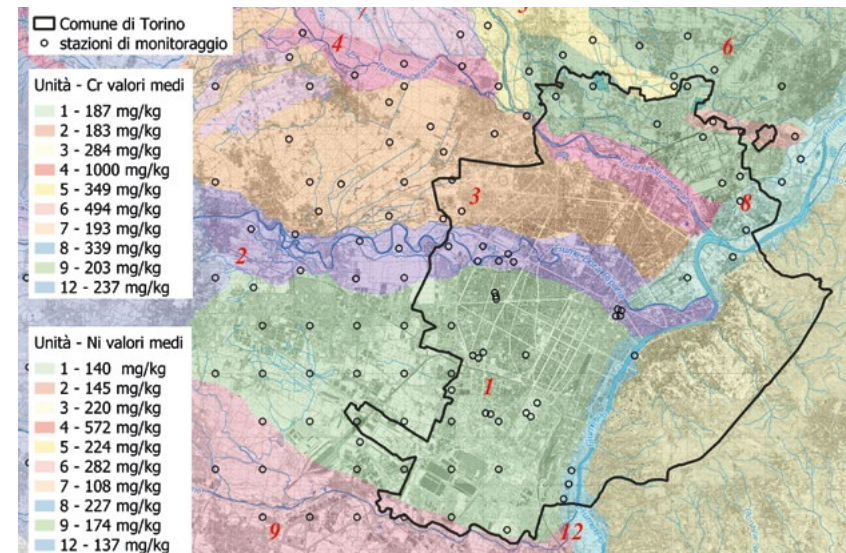 Comune di Torino
stazioni di monitoraggio
Unità - Cr valori medi
1 - 187 mg/kg
2 - 183 mg/kg
3 - 284 mg/kg
4 - 1000 mg/kg
5 - 349 mg/kg
6 - 494 mg/kg
7 - 193 mg/kg
8 - 339 mg/kg
9 - 203 mg/kg
12 - 237 mg/kg
Unità - Ni valori medi
1 - 140 mg/kg
2 - 145 mg/kg
3 - 220 mg/kg
4 - 572 mg/kg
5 - 224 mg/kg
6 - 282 mg/kg
7 - 108 mg/kg
8 - 227 mg/kg
9 - 174 mg/kg
12 - 137 mg/kg
4
6
3
8
2
1
9
12